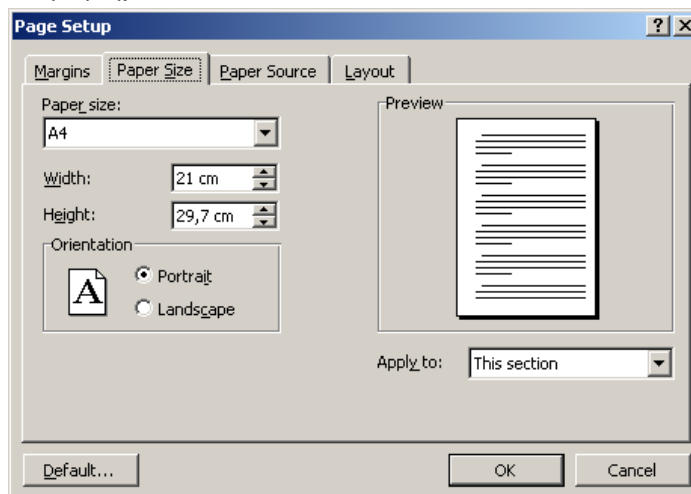 Page Setup
Margins Paper Size Paper Source Layout
Paper size:
A4
Width: 21 cm
Height: 29,7 cm
Orientation
A
Portrait
Landscape
Preview
Apply to: This section
Default... OK Cancel